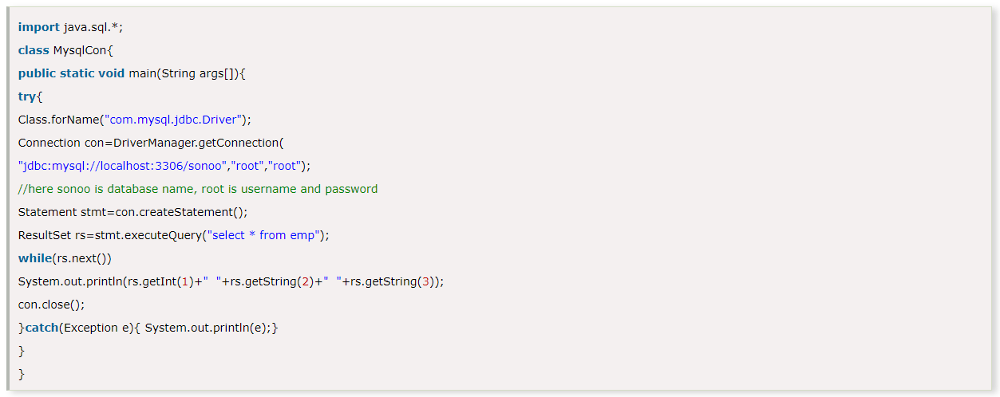 import java.sql.*;
class MysqlCon{
public static void main(String args[]){
try{
Class.forName("com.mysql.jdbc.Driver");
Connection con=DriverManager.getConnection(
"jdbc:mysql://localhost:3306/sonoo","root","root");
//here sonoo is database name, root is username and password
Statement stmt=con.createStatement();
ResultSet rs=stmt.executeQuery("select * from emp");
while(rs.next())
System.out.println(rs.getInt(1)+"  "+rs.getString(2)+"  "+rs.getString(3));
con.close();
}catch(Exception e){ System.out.println(e);}
}
}